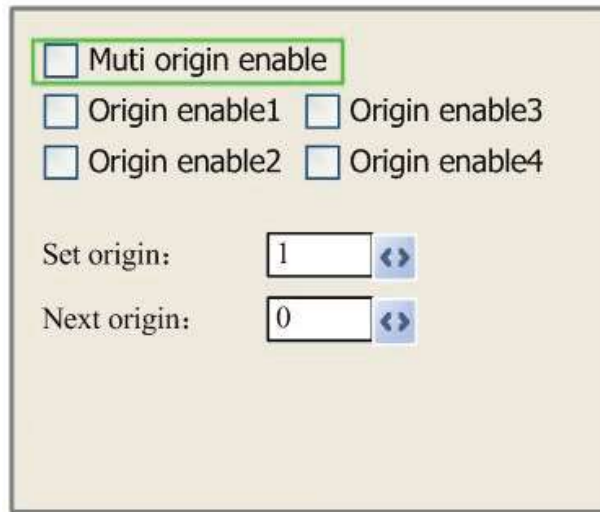 Muti origin enable
Origin enable1 Origin enable3
Origin enable2 Origin enable4
Set origin: 1
Next origin: 0